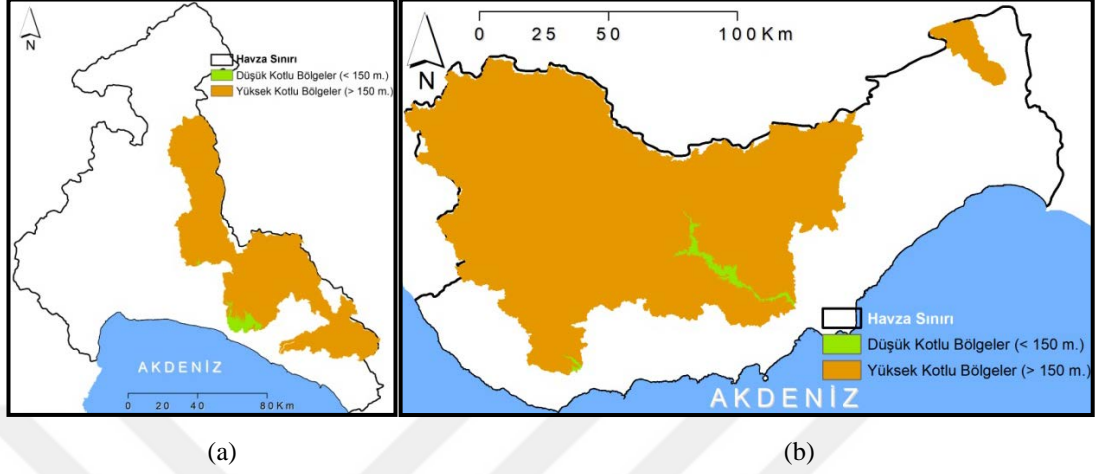 N
Havza Sınırı
Düşük Kotlu Bölgeler (< 150 m.)
Yüksek Kotlu Bölgeler (> 150 m.)
AKDENİZ
0 20 40 80 Km
(a)
0 25 50 100 Km
N
Havza Sınırı
Düşük Kotlu Bölgeler (< 150 m.)
Yüksek Kotlu Bölgeler (> 150 m.)
AKDENİZ
(b)